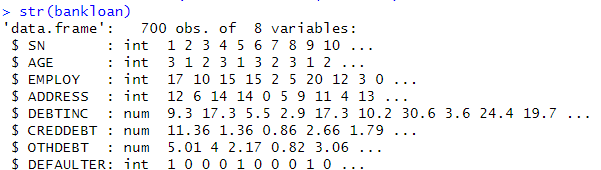 > str(bankloan)
'data.frame':   700 obs. of  8 variables:
 $ SN       : int  1 2 3 4 5 6 7 8 9 10 ...
 $ AGE      : int  3 1 2 3 1 3 2 3 1 2 ...
 $ EMPLOY   : int  17 10 15 15 2 5 20 12 3 0 ...
 $ ADDRESS  : int  12 6 14 14 0 5 9 11 4 13 ...
 $ DEBTINC  : num  9.3 17.3 5.5 2.9 17.3 10.2 30.6 3.6 24.4 19.7 ...
 $ CREDDEBT : num  11.36 1.36 0.86 2.66 1.79 ...
 $ OTHDEBT  : num  5.01 4 2.17 0.82 3.06 ...
 $ DEFAULTER: int  1 0 0 0 1 0 0 0 1 0 ...